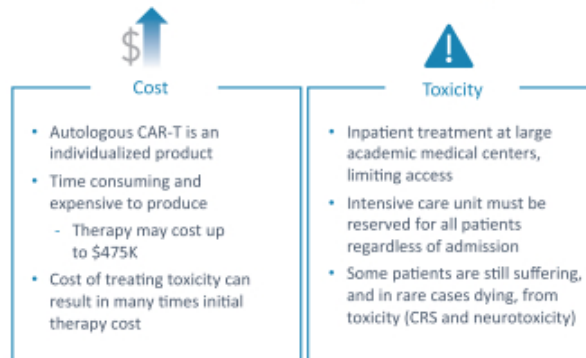 $
Cost
• Autologous CAR-T is an
individualized product
• Time consuming and
expensive to produce
- Therapy may cost up
to $475K
• Cost of treating toxicity can
result in many times initial
therapy cost
!
Toxicity
• Inpatient treatment at large
academic medical centers,
limiting access
• Intensive care unit must be
reserved for all patients
regardless of admission
• Some patients are still suffering,
and in rare cases dying, from
toxicity (CRS and neurotoxicity)